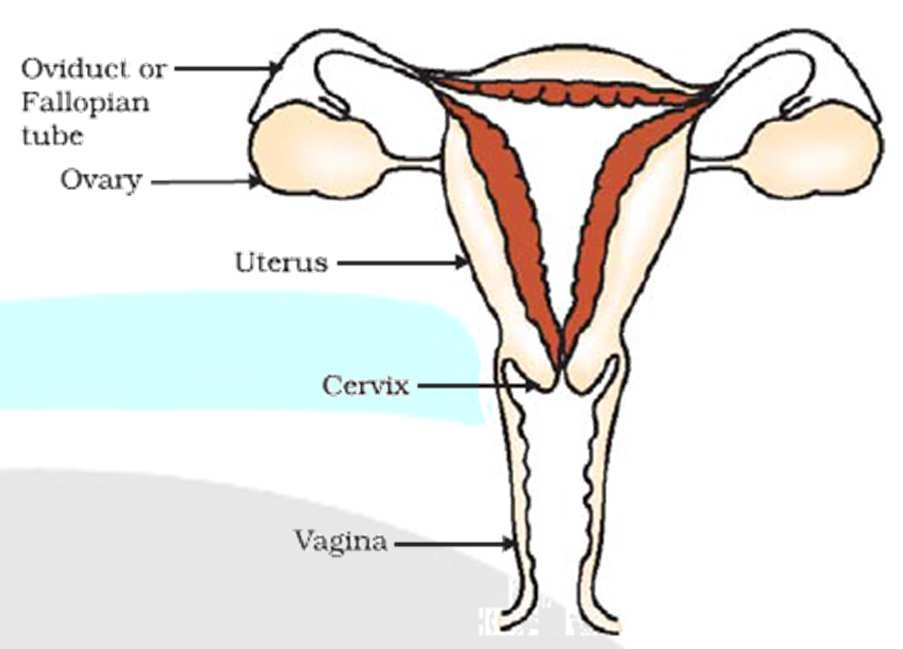 Oviduct or
Fallopian
tube
Ovary
Uterus
Cervix
Vagina